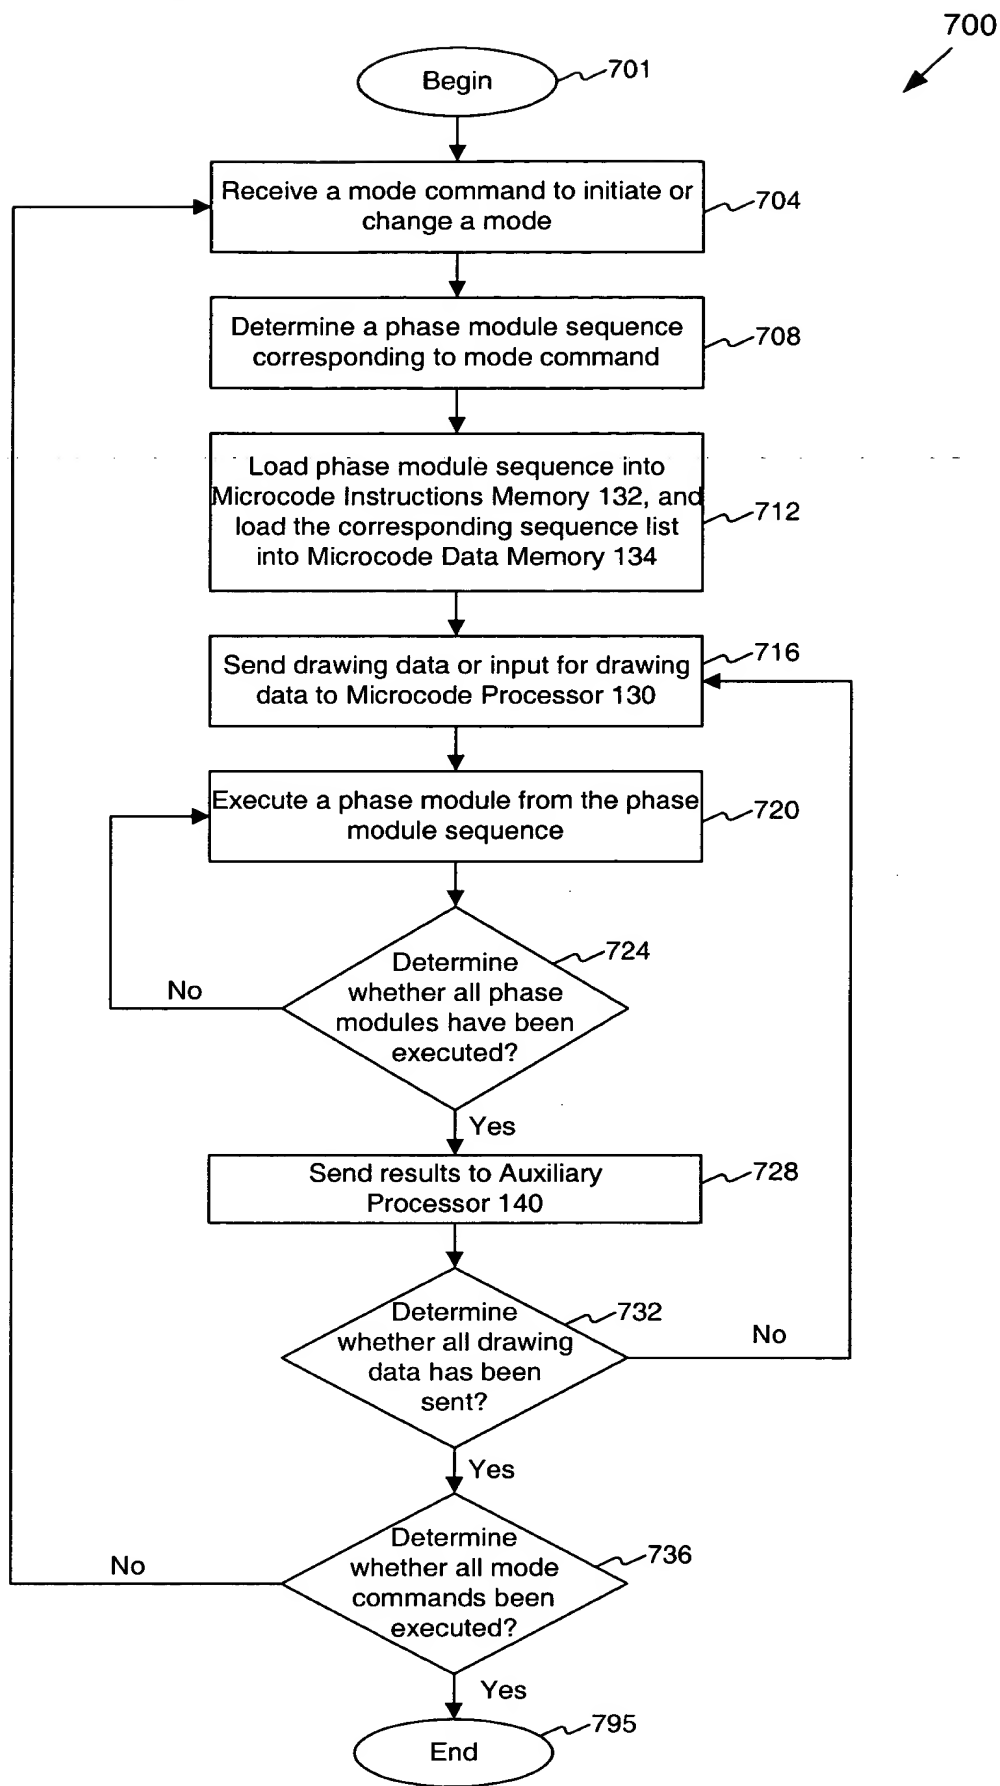 700
Begin
701
Receive a mode command to initiate or
change a mode
704
Determine a phase module sequence
corresponding to mode command
708
Load phase module sequence into
Microcode Instructions Memory 132, and
load the corresponding sequence list
into Microcode Data Memory 134
712
Send drawing data or input for drawing
data to Microcode Processor 130
716
Execute a phase module from the phase
module sequence
720
Determine
whether all phase
modules have been
executed?
724
No
Yes
Send results to Auxiliary
Processor 140
728
Determine
whether all drawing
data has been
sent?
732
No
Yes
Determine
whether all mode
commands been
executed?
736
No
Yes
End
795